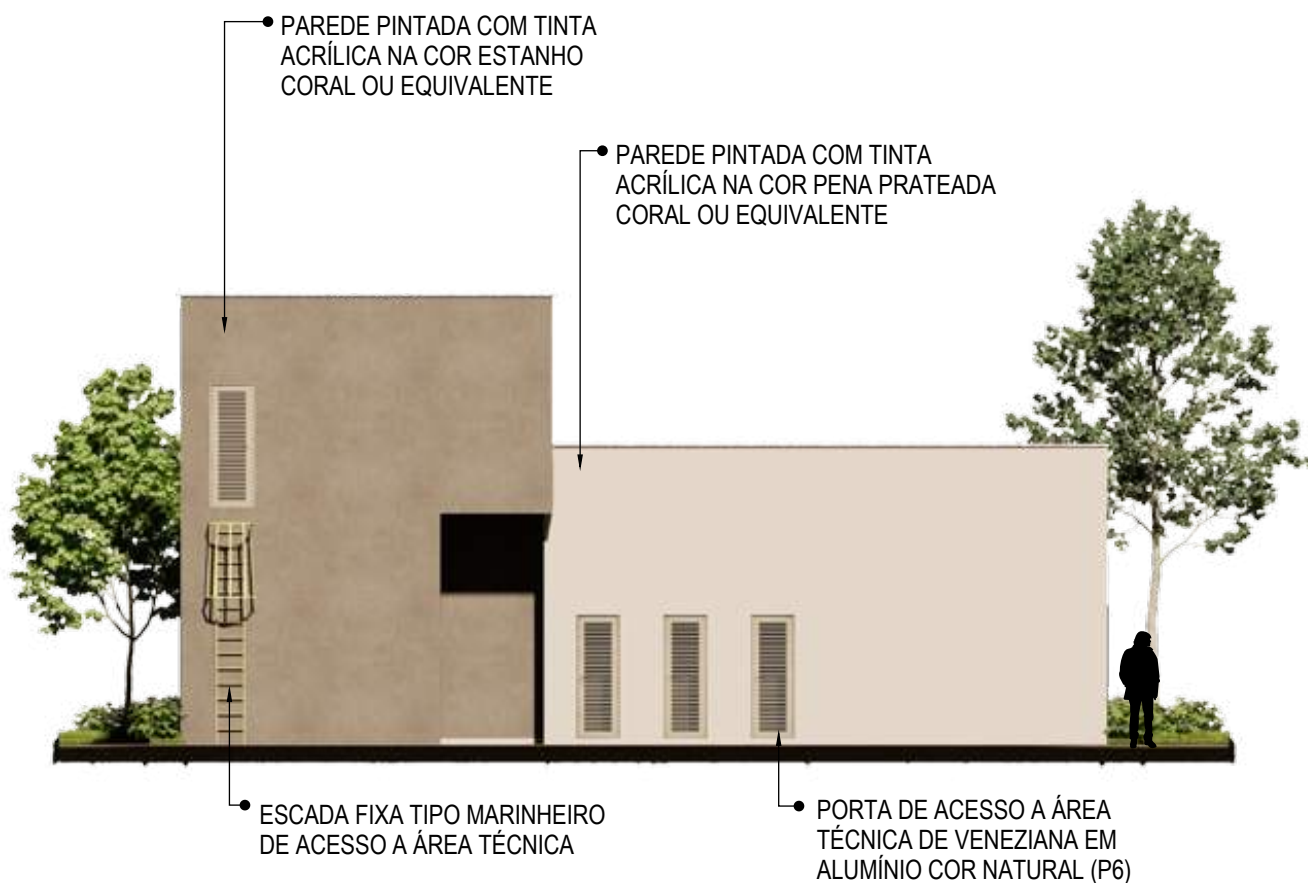 PAREDE PINTADA COM TINTA
ACRÍLICA NA COR ESTANHO
CORAL OU EQUIVALENTE
PAREDE PINTADA COM TINTA
ACRÍLICA NA COR PENA PRATEADA
CORAL OU EQUIVALENTE
ESCADA FIXA TIPO MARINHEIRO
DE ACESSO A ÁREA TÉCNICA
PORTA DE ACESSO A ÁREA
TÉCNICA DE VENEZIANA EM
ALUMÍNIO COR NATURAL (P6)